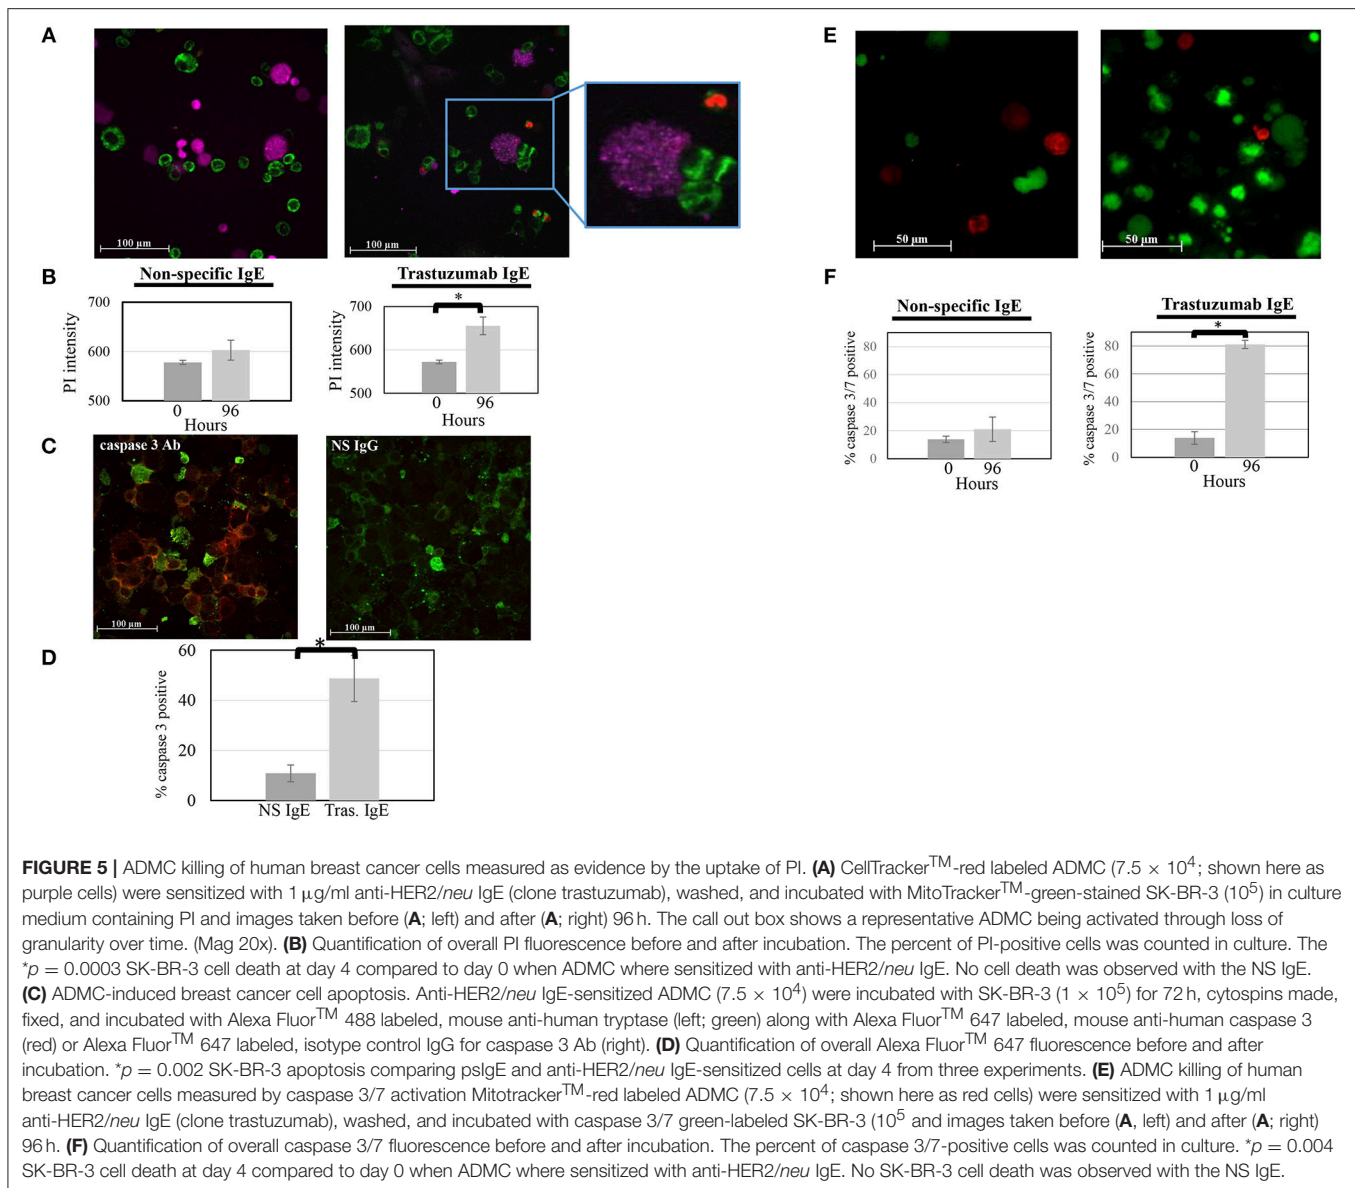 A
100 µm
100 µm
E
50 µm
50 µm
B
Non-specific IgE
PI intensity
700
600
500
0
96
Hours
Trastuzumab IgE
*
PI intensity
700
600
500
0
96
Hours
F
Non-specific IgE
% caspase 3/7 positive
80
60
40
20
0
0
96
Hours
Trastuzumab IgE
*
% caspase 3/7 positive
80
60
40
20
0
0
96
Hours
C
caspase 3 Ab
100 µm
NS IgG
100 µm
D
*
% caspase 3 positive
60
40
20
0
NS IgE Tras. IgE
FIGURE 5 | ADMC killing of human breast cancer cells measured as evidence by the uptake of PI. (A) CellTracker™-red labeled ADMC (7.5 × 10⁴; shown here as
purple cells) were sensitized with 1 µg/ml anti-HER2/neu IgE (clone trastuzumab), washed, and incubated with MitoTracker™-green-stained SK-BR-3 (10⁵) in culture
medium containing PI and images taken before (A; left) and after (A; right) 96 h. The call out box shows a representative ADMC being activated through loss of
granularity over time. (Mag 20x). (B) Quantification of overall PI fluorescence before and after incubation. The percent of PI-positive cells was counted in culture. The
*p = 0.0003 SK-BR-3 cell death at day 4 compared to day 0 when ADMC where sensitized with anti-HER2/neu IgE. No cell death was observed with the NS IgE.
(C) ADMC-induced breast cancer cell apoptosis. Anti-HER2/neu IgE-sensitized ADMC (7.5 × 10⁴) were incubated with SK-BR-3 (1 × 10⁵) for 72 h, cytospins made,
fixed, and incubated with Alexa Fluor™ 488 labeled, mouse anti-human tryptase (left; green) along with Alexa Fluor™ 647 labeled, mouse anti-human caspase 3
(red) or Alexa Fluor™ 647 labeled, isotype control IgG for caspase 3 Ab (right). (D) Quantification of overall Alexa Fluor™ 647 fluorescence before and after
incubation. *p = 0.002 SK-BR-3 apoptosis comparing psIgE and anti-HER2/neu IgE-sensitized cells at day 4 from three experiments. (E) ADMC killing of human
breast cancer cells measured by caspase 3/7 activation Mitotracker™-red labeled ADMC (7.5 × 10⁴; shown here as red cells) were sensitized with 1 µg/ml
anti-HER2/neu IgE (clone trastuzumab), washed, and incubated with caspase 3/7 green-labeled SK-BR-3 (10⁵ and images taken before (A, left) and after (A; right)
96 h. (F) Quantification of overall caspase 3/7 fluorescence before and after incubation. The percent of caspase 3/7-positive cells was counted in culture. *p = 0.004
SK-BR-3 cell death at day 4 compared to day 0 when ADMC where sensitized with anti-HER2/neu IgE. No SK-BR-3 cell death was observed with the NS IgE.